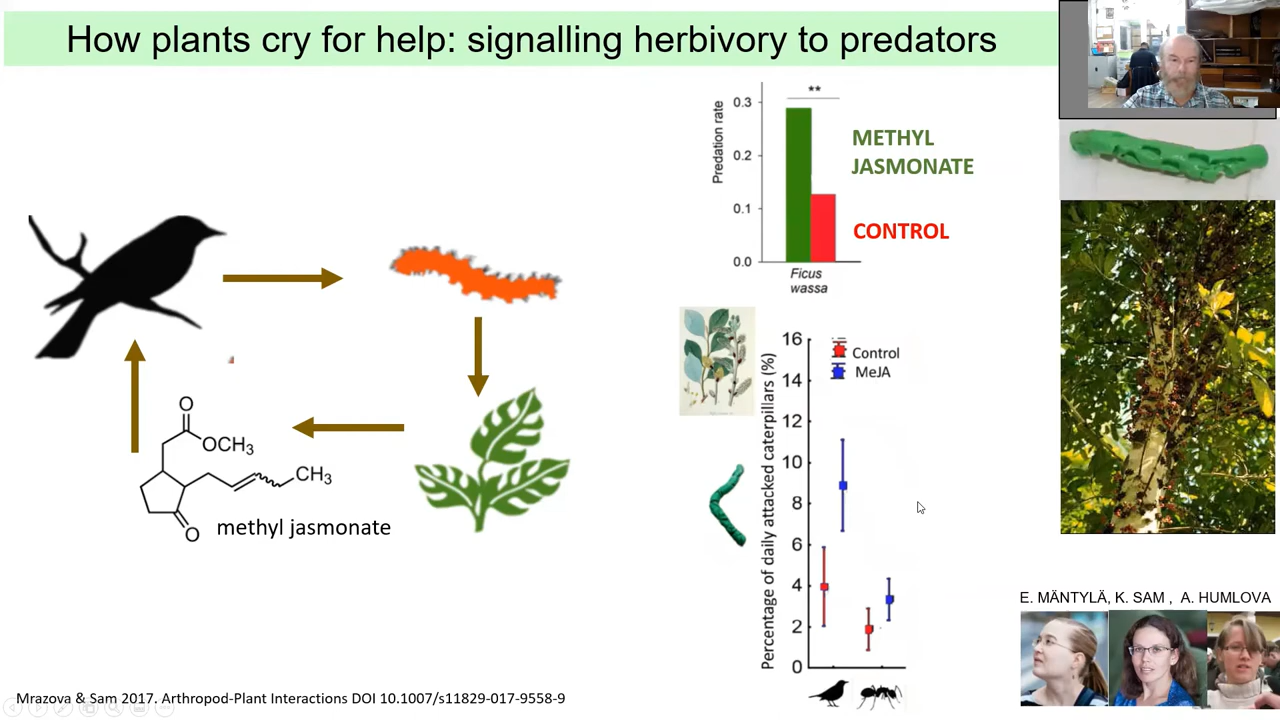 How plants cry for help: signalling herbivory to predators
O
OCH3
CH3
O
methyl jasmonate
**
Predation rate
0.3
0.2
0.1
0.0
METHYL
JASMONATE
CONTROL
Ficus
wassa
Percentage of daily attacked caterpillars (%)
16
14
12
10
8
6
4
2
0
Control
MeJA
E. MÄNTYLÄ, K. SAM , A. HUMLOVA
Mrazova & Sam 2017. Arthropod-Plant Interactions DOI 10.1007/s11829-017-9558-9